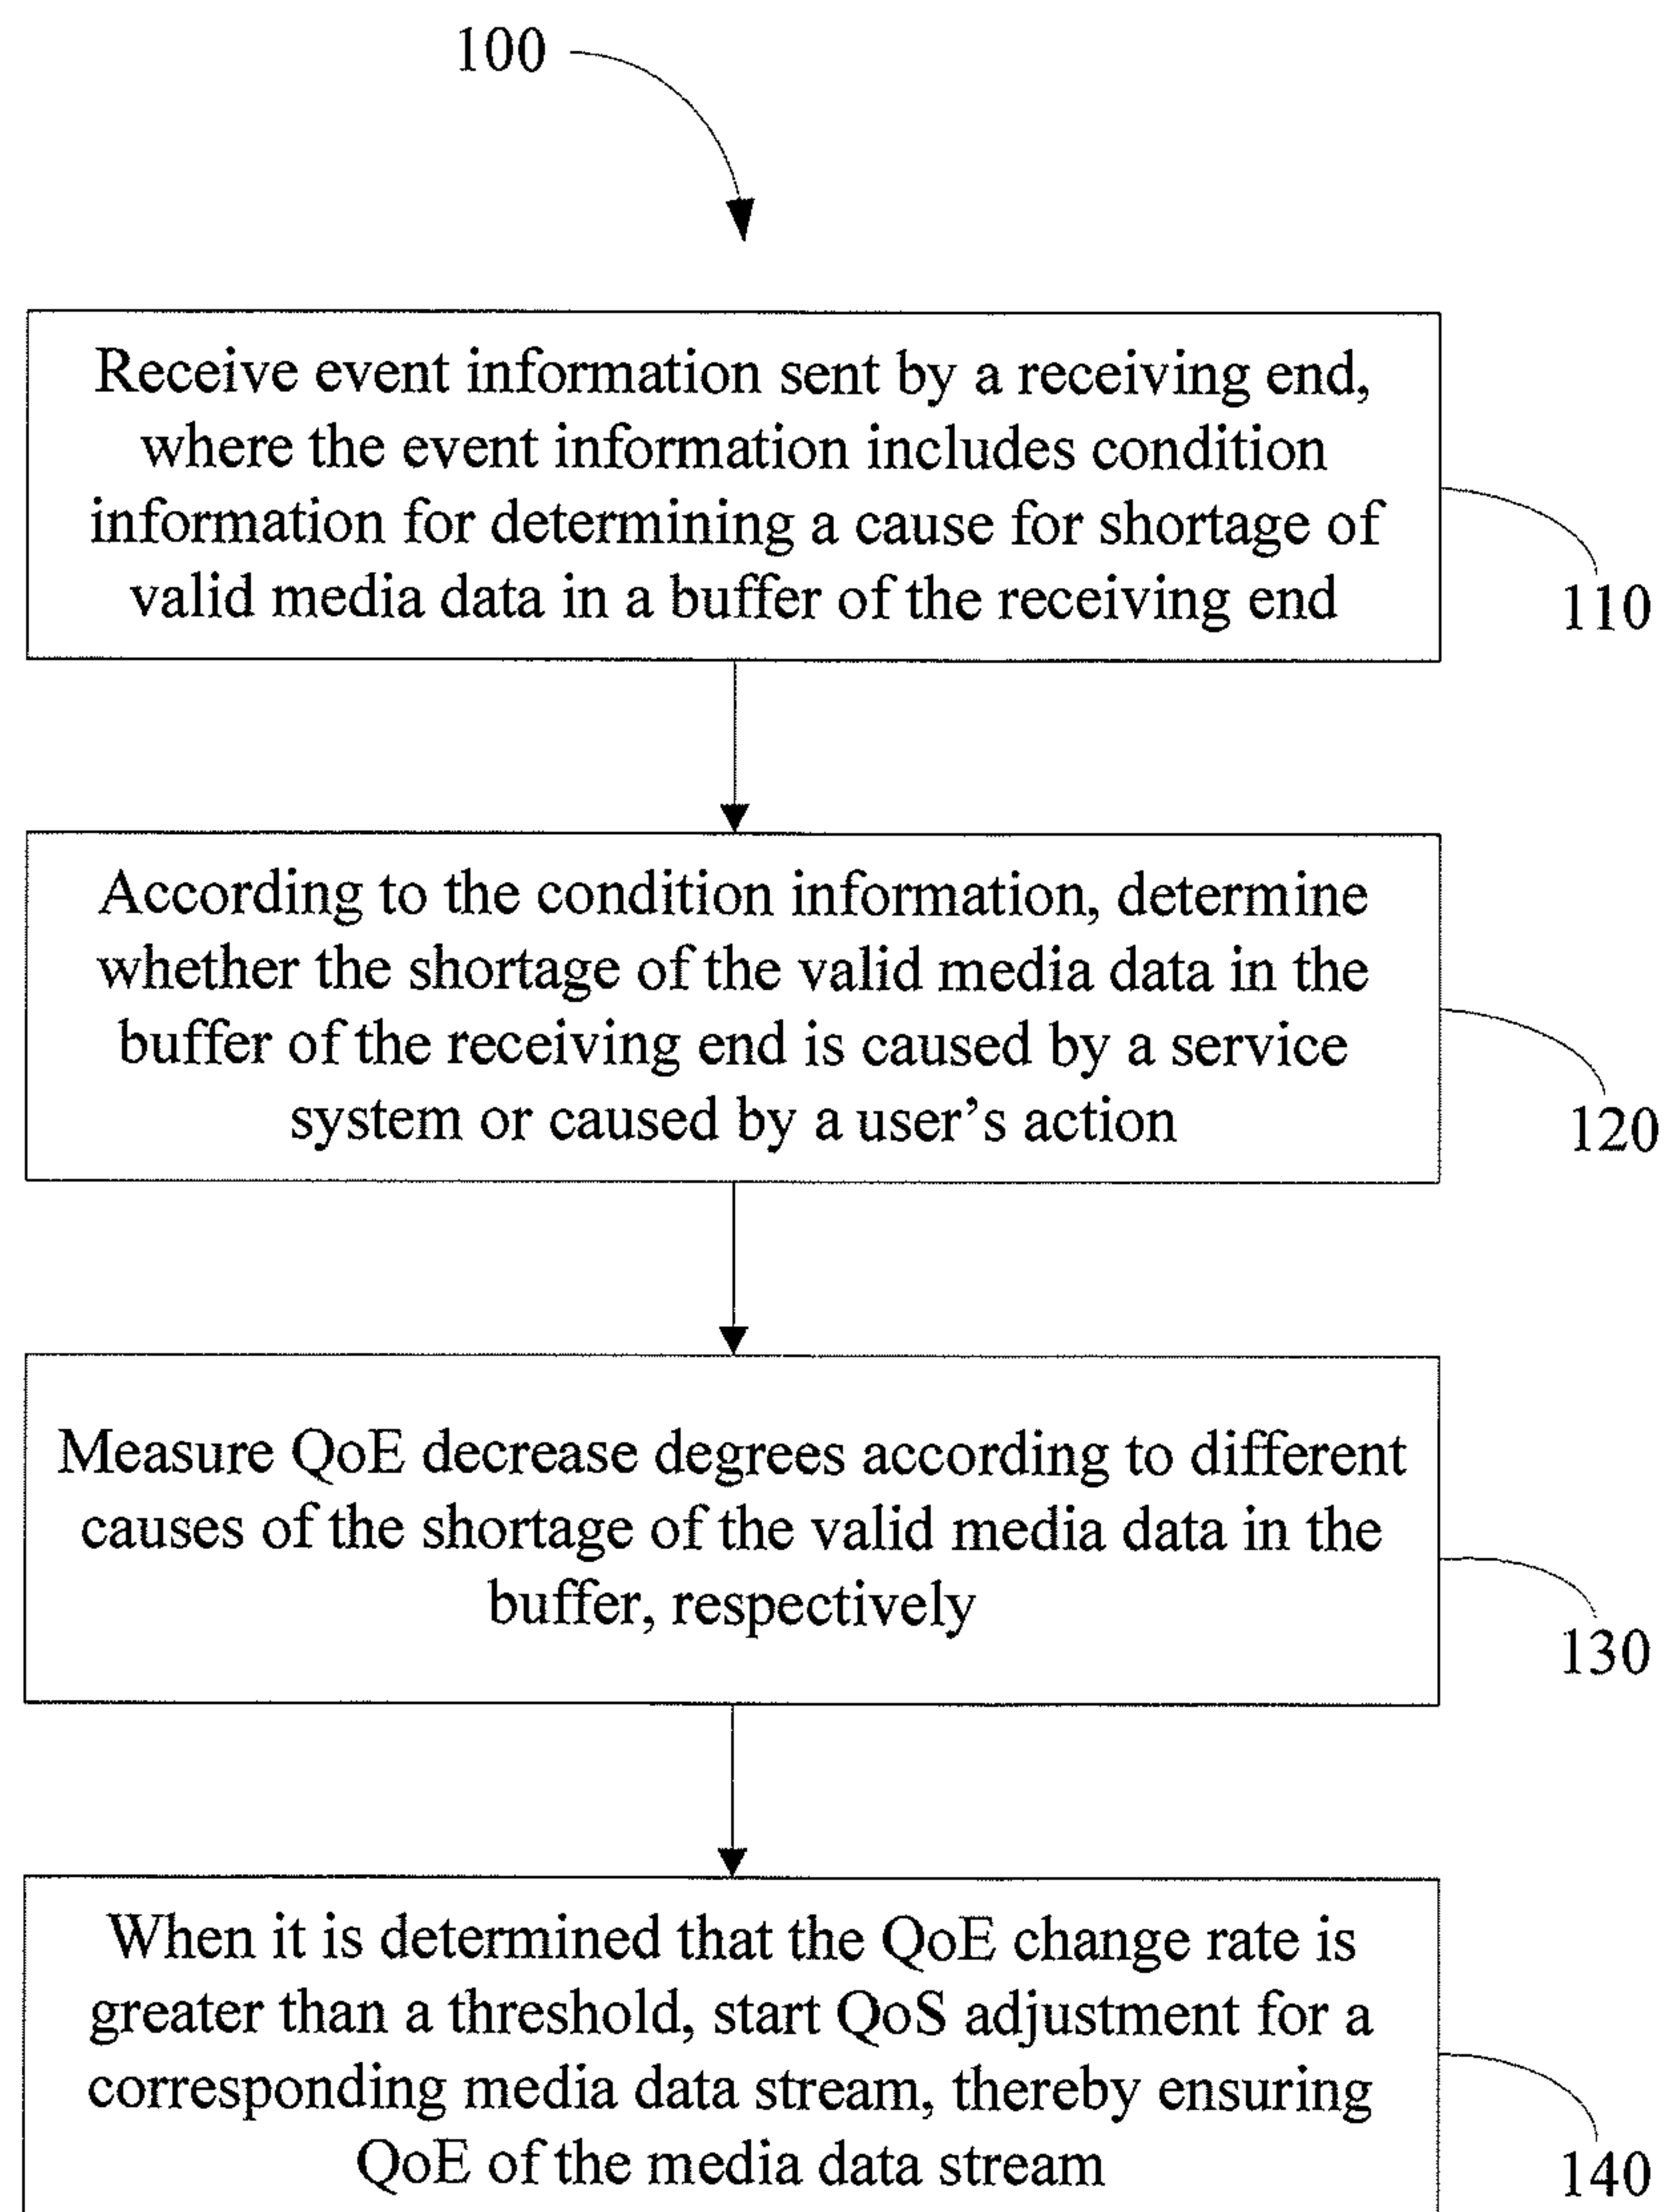 100
Receive event information sent by a receiving end,
where the event information includes condition
information for determining a cause for shortage of
valid media data in a buffer of the receiving end
110
According to the condition information, determine
whether the shortage of the valid media data in the
buffer of the receiving end is caused by a service
system or caused by a user’s action
120
Measure QoE decrease degrees according to different
causes of the shortage of the valid media data in the
buffer, respectively
130
When it is determined that the QoE change rate is
greater than a threshold, start QoS adjustment for a
corresponding media data stream, thereby ensuring
QoE of the media data stream
140